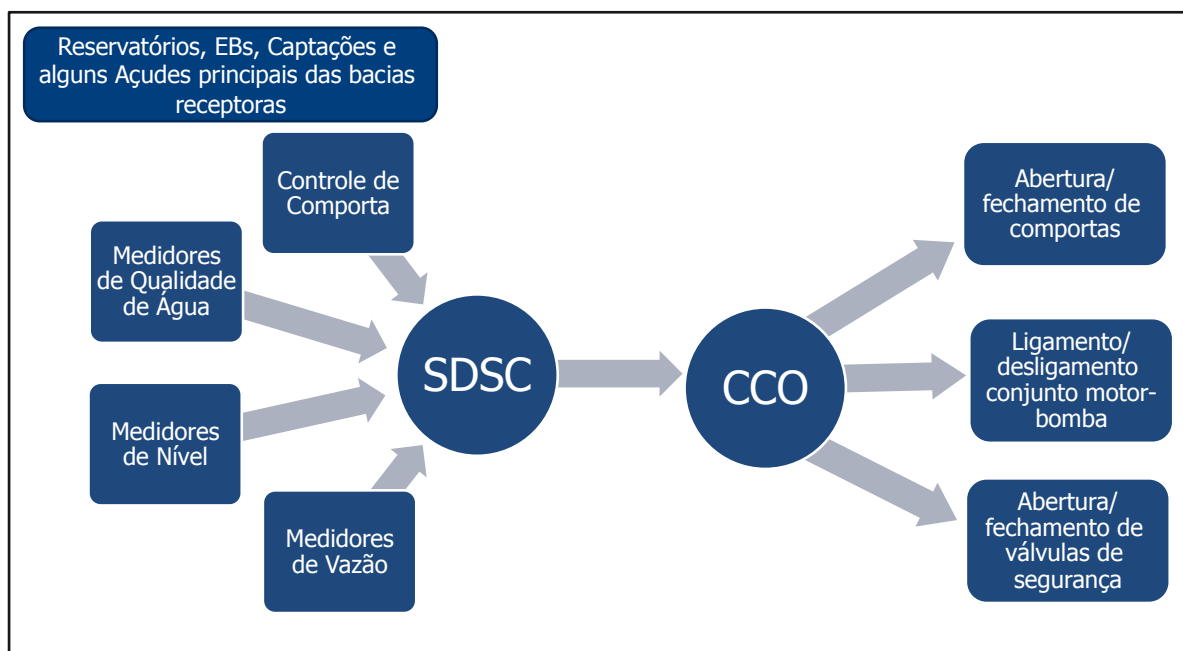 Reservatórios, EBs, Captações e
alguns Açudes principais das bacias
receptoras
Controle de
Comporta
Medidores
de Qualidade
de Água
Medidores
de Nível
Medidores
de Vazão
SDSC
CCO
Abertura/
fechamento de
comportas
Ligamento/
desligamento
conjunto motor-
bomba
Abertura/
fechamento de
válvulas de
segurança